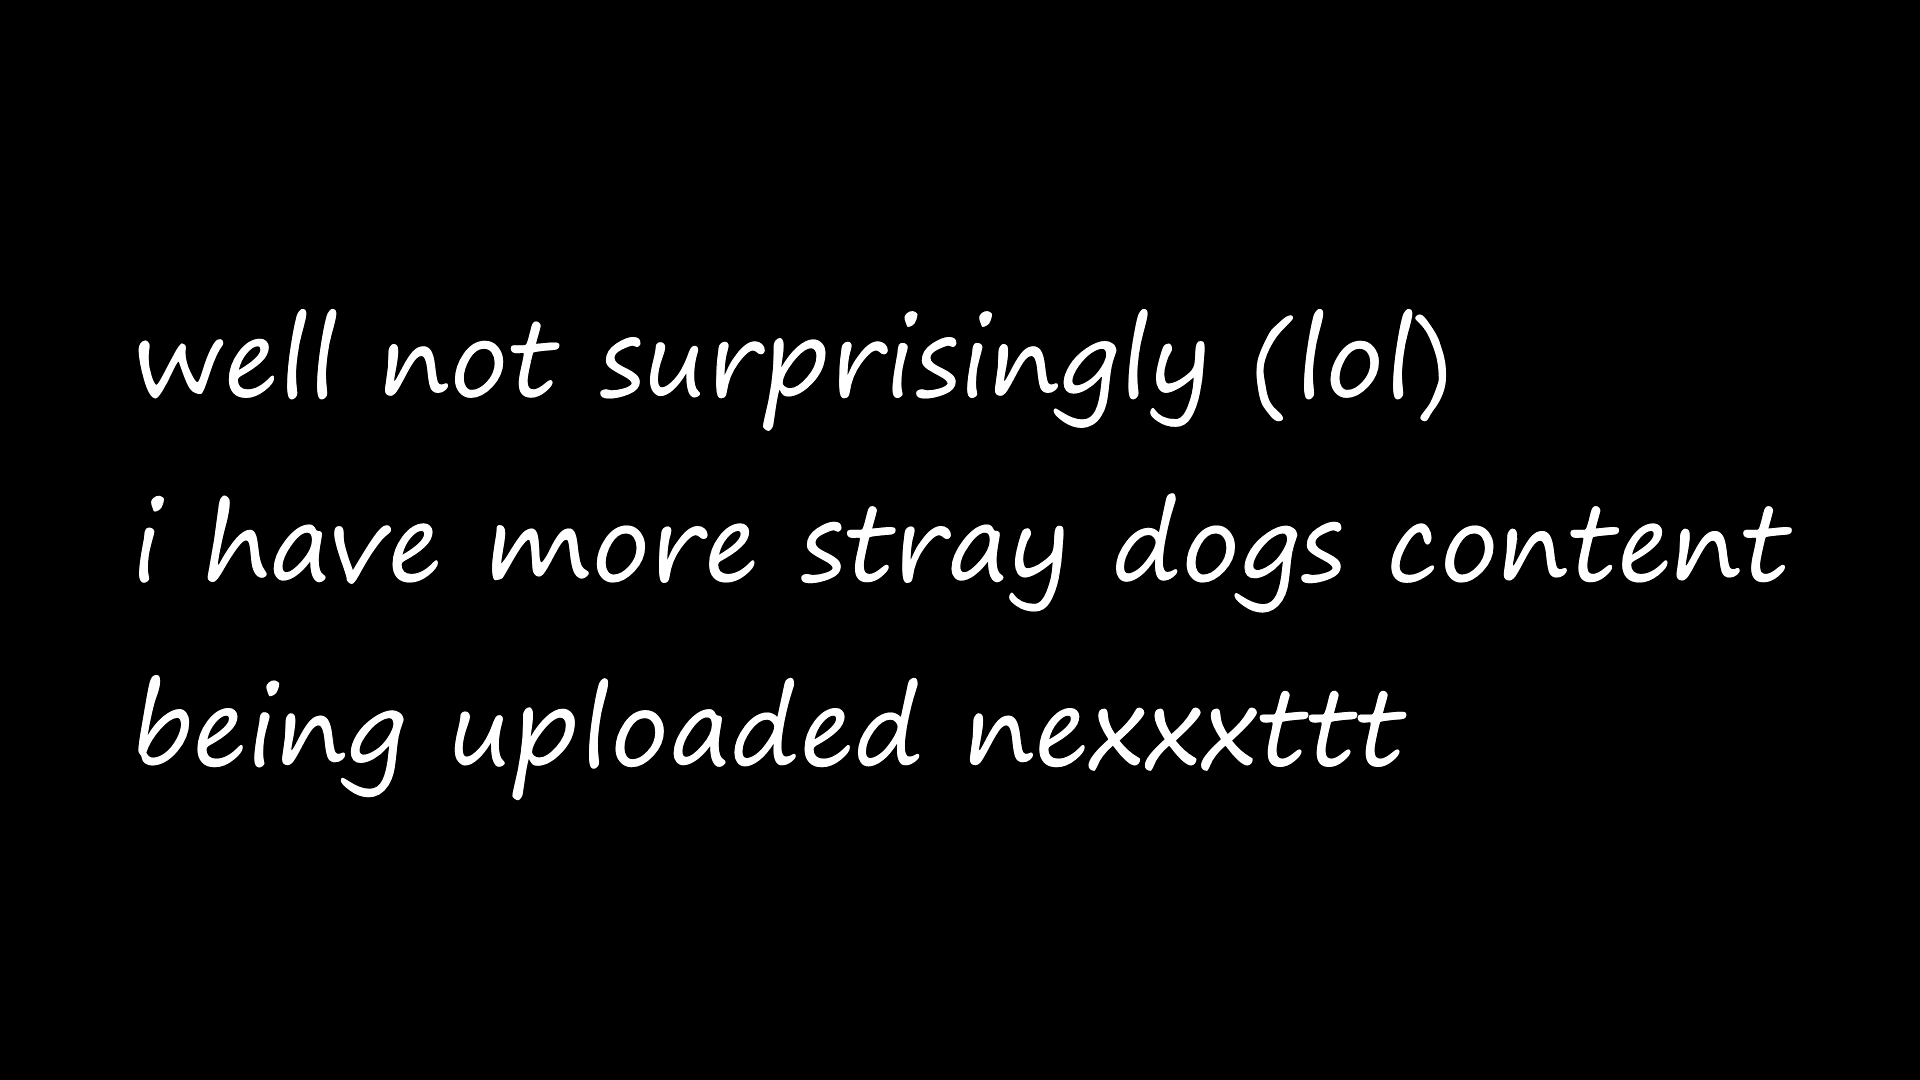 well not surprisingly (lol)
i have more stray dogs content
being uploaded nexxxttt